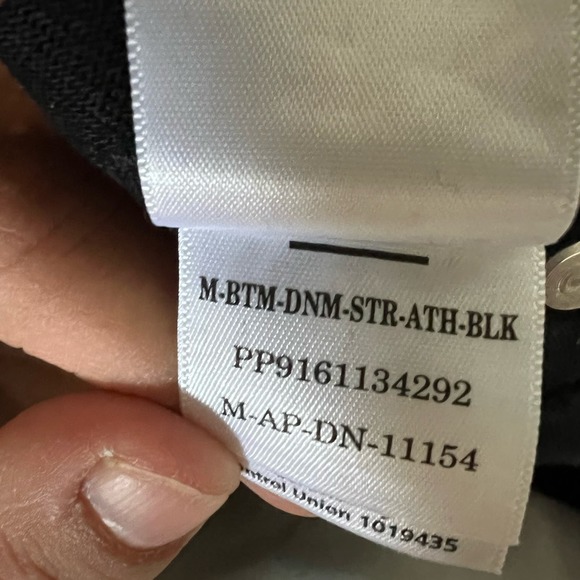 M-BTM-DNM-STR-ATH-BLK
PP9161134292
M-AP-DN-11154
Union 1019435